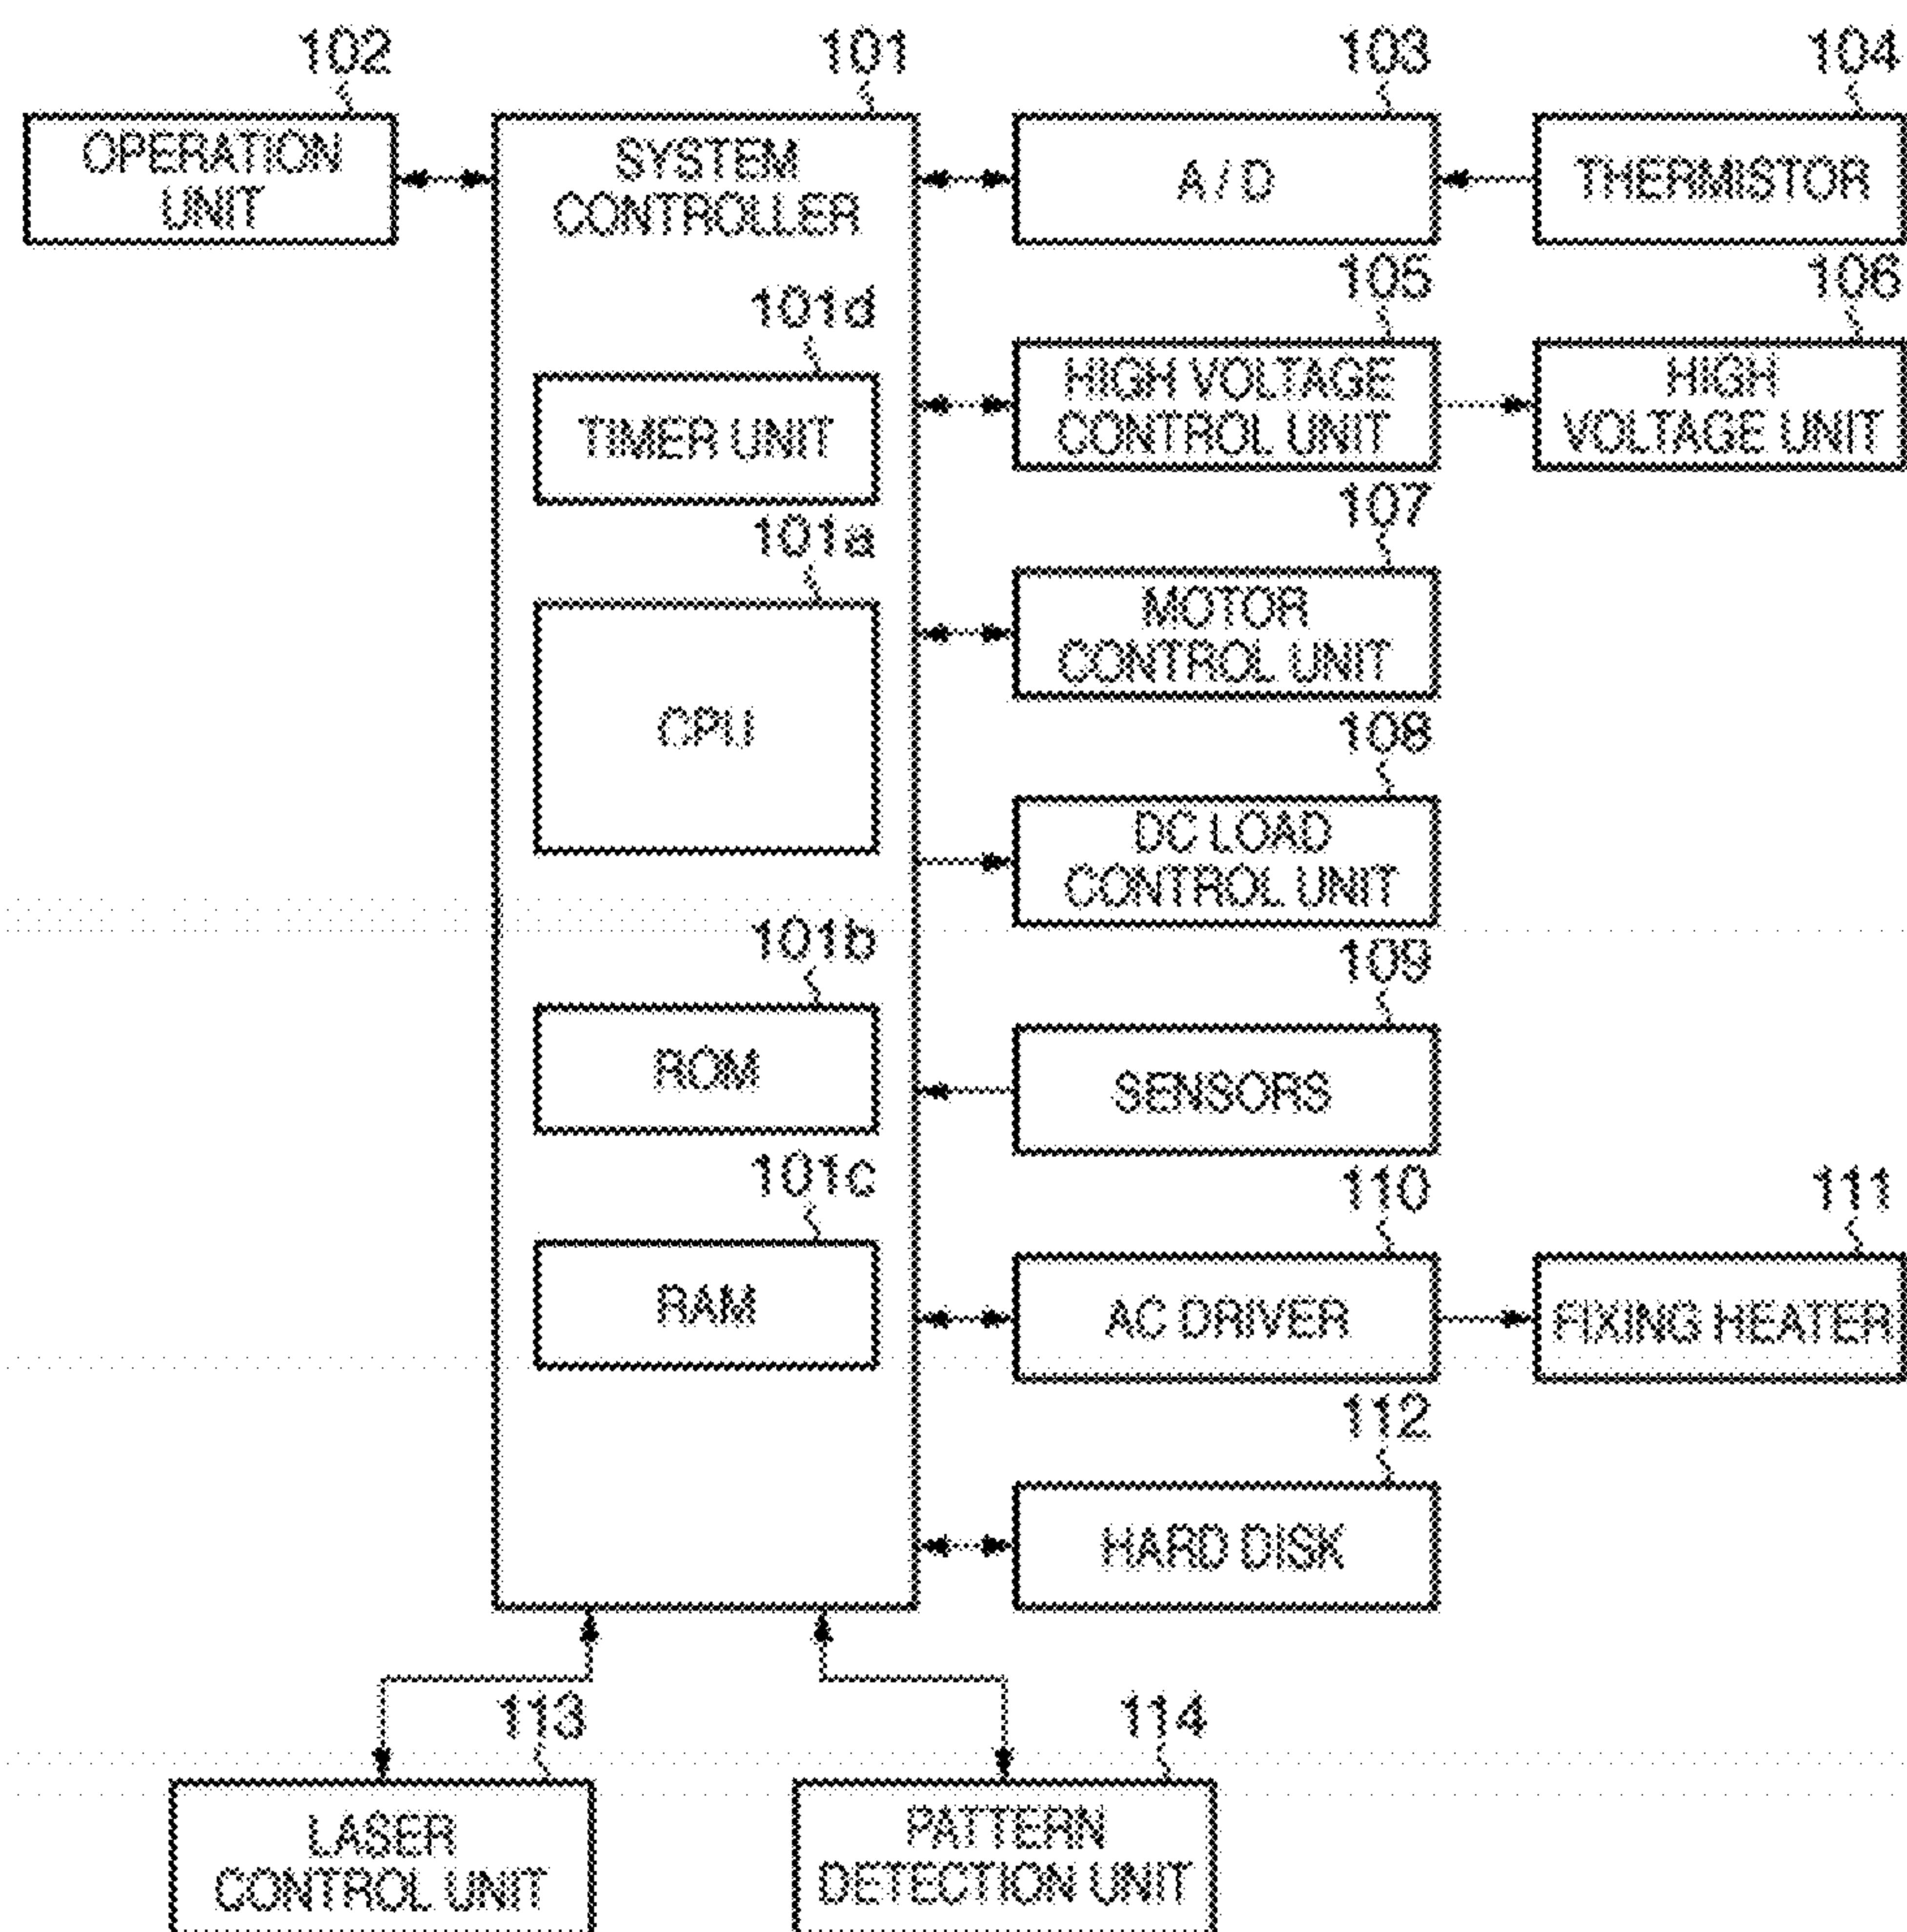 102
101
103
104
OPERATION
UNIT
SYSTEM
CONTROLLER
A / D
THERMISTOR
101d
TIMER UNIT
105
106
HIGH VOLTAGE
CONTROL UNIT
HIGH
VOLTAGE UNIT
101a
CPU
107
MOTOR
CONTROL UNIT
108
DC LOAD
CONTROL UNIT
101b
ROM
109
SENSORS
101c
RAM
110
AC DRIVER
111
FIXING HEATER
112
HARD DISK
113
LASER
CONTROL UNIT
114
PATTERN
DETECTION UNIT